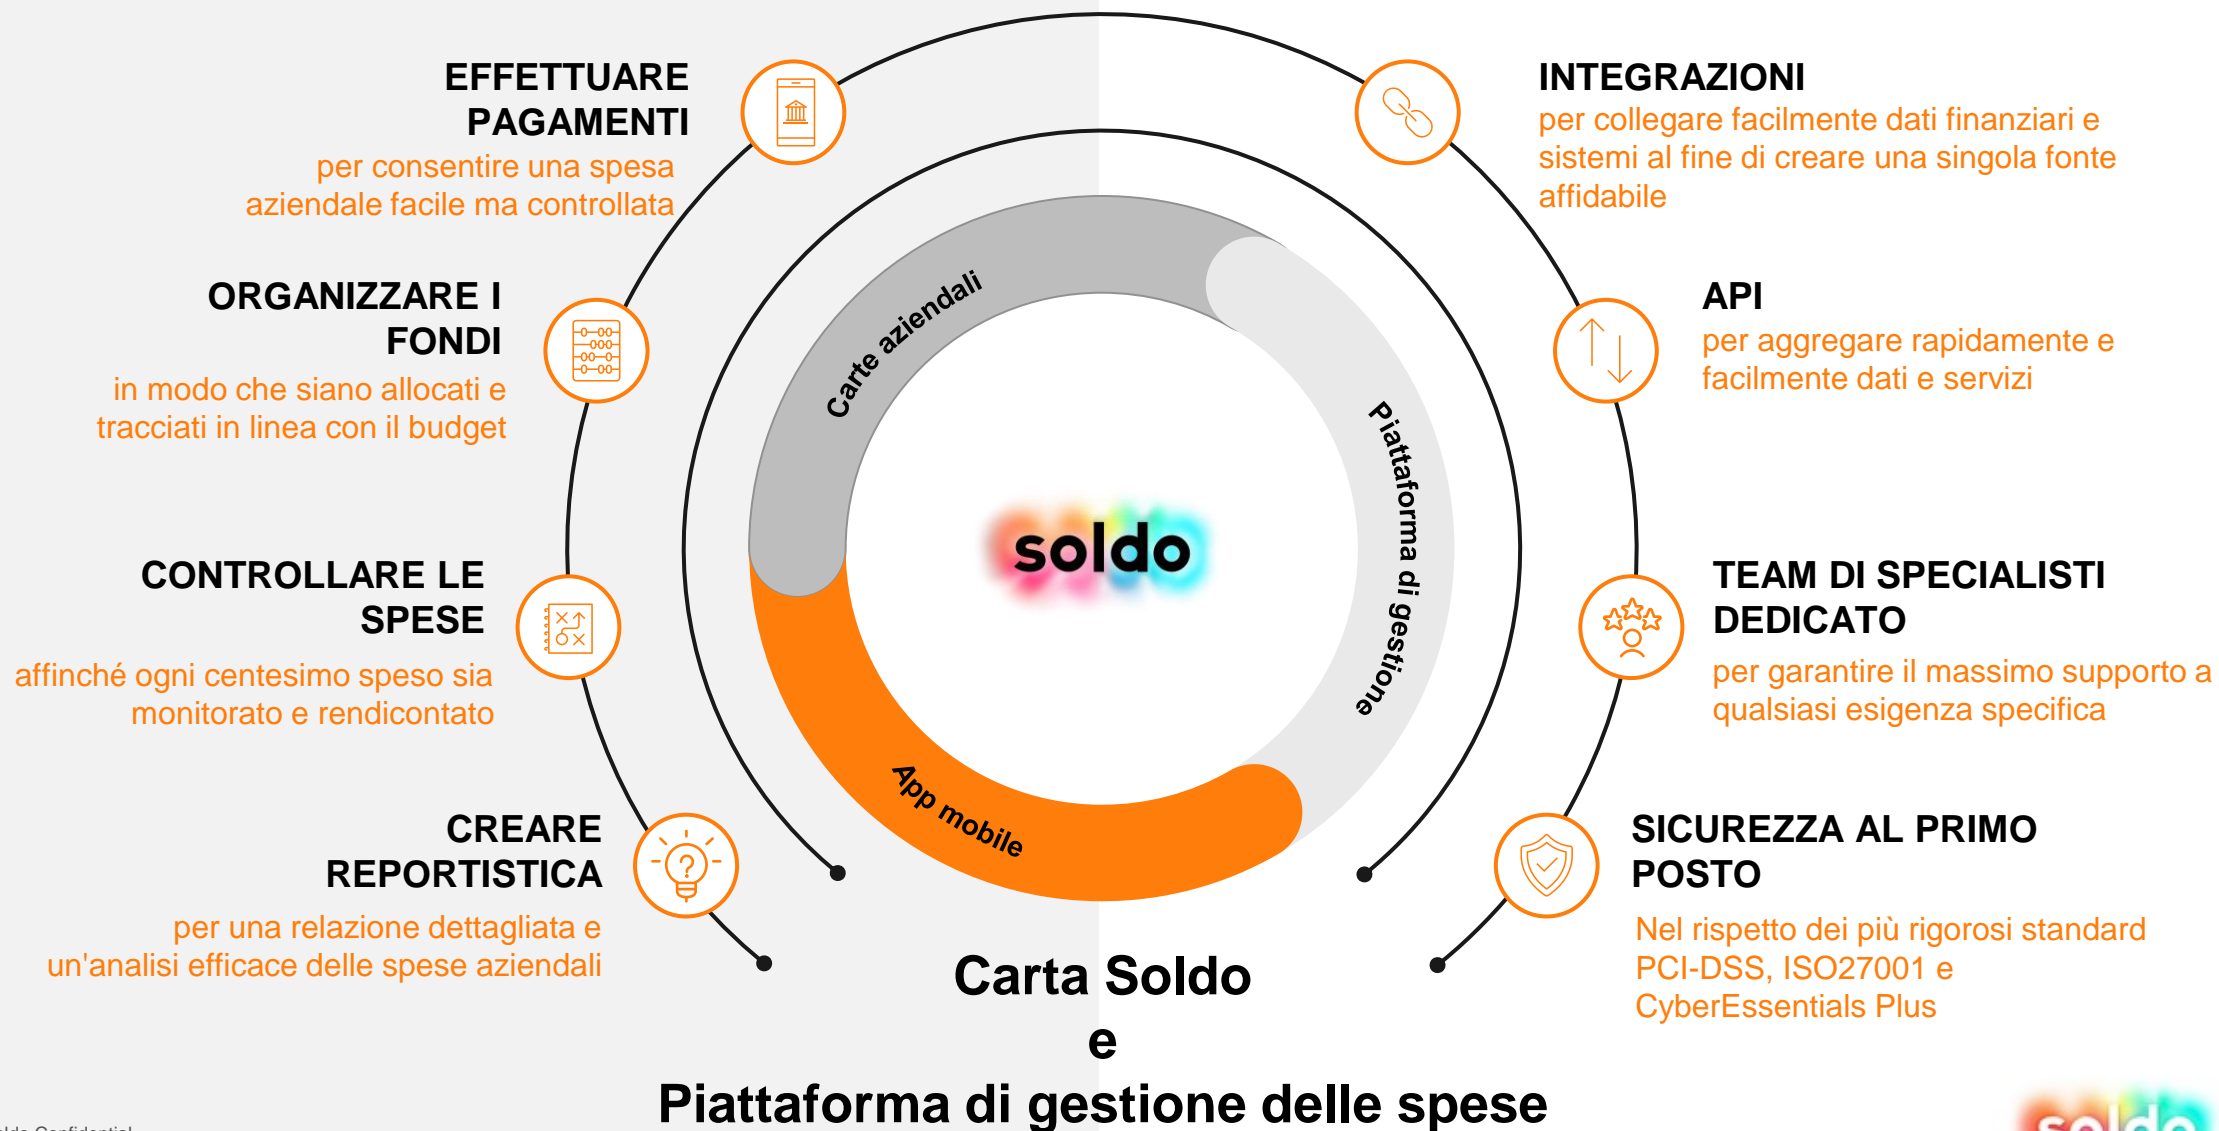 EFFETTUARE
PAGAMENTI
per consentire una spesa
aziendale facile ma controllata
ORGANIZZARE I
FONDI
in modo che siano allocati e
tracciati in linea con il budget
CONTROLLARE LE
SPESE
affinché ogni centesimo speso sia
monitorato e rendicontato
CREARE
REPORTISTICA
per una relazione dettagliata e
un'analisi efficace delle spese aziendali
Carte aziendali
Piattaforma di gestione
App mobile
soldo
INTEGRAZIONI
per collegare facilmente dati finanziari e
sistemi al fine di creare una singola fonte
affidabile
API
per aggregare rapidamente e
facilmente dati e servizi
TEAM DI SPECIALISTI
DEDICATO
per garantire il massimo supporto a
qualsiasi esigenza specifica
SICUREZZA AL PRIMO
POSTO
Nel rispetto dei più rigorosi standard
PCI-DSS, ISO27001 e
CyberEssentials Plus
Carta Soldo
e
Piattaforma di gestione delle spese
Confidential
soldo